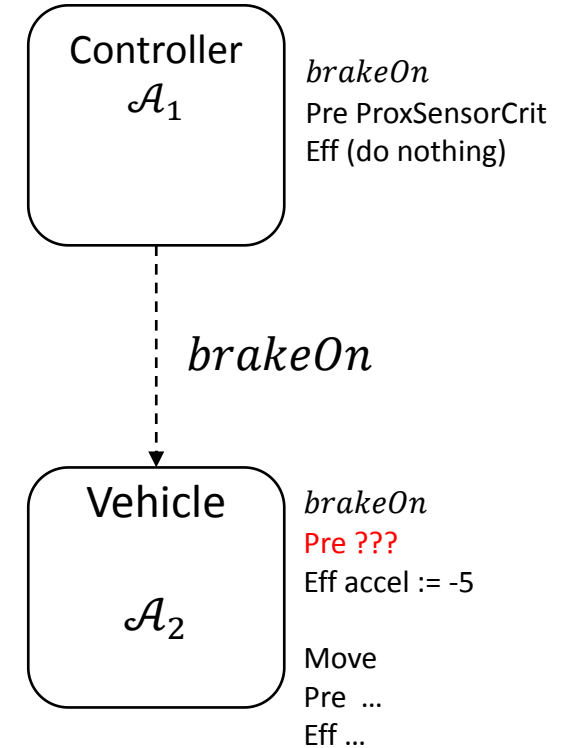 Controller
𝒜₁
brakeOn
Pre ProxSensorCrit
Eff (do nothing)
brakeOn
Vehicle
𝒜₂
brakeOn
Pre ???
Eff accel := -5
Move
Pre ...
Eff ...